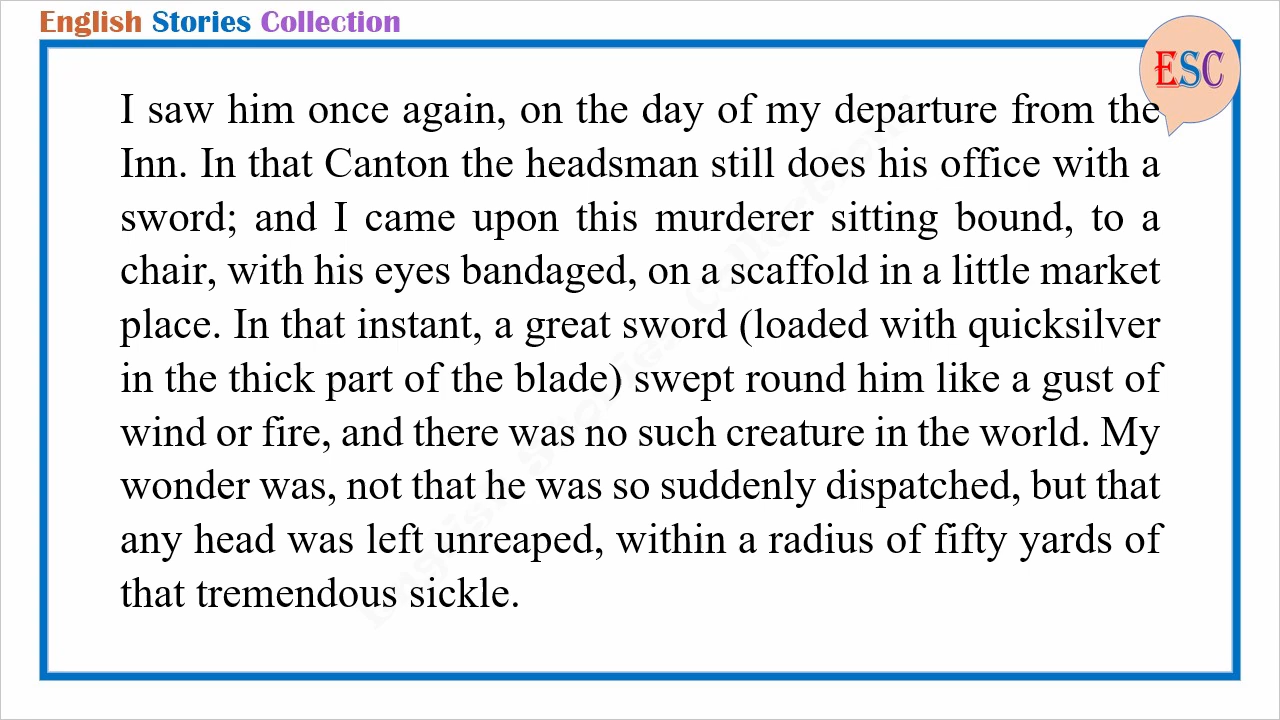 English Stories Collection
ESC
I saw him once again, on the day of my departure from the
Inn. In that Canton the headsman still does his office with a
sword; and I came upon this murderer sitting bound, to a
chair, with his eyes bandaged, on a scaffold in a little market
place. In that instant, a great sword (loaded with quicksilver
in the thick part of the blade) swept round him like a gust of
wind or fire, and there was no such creature in the world. My
wonder was, not that he was so suddenly dispatched, but that
any head was left unreaped, within a radius of fifty yards of
that tremendous sickle.
English Stories Collection